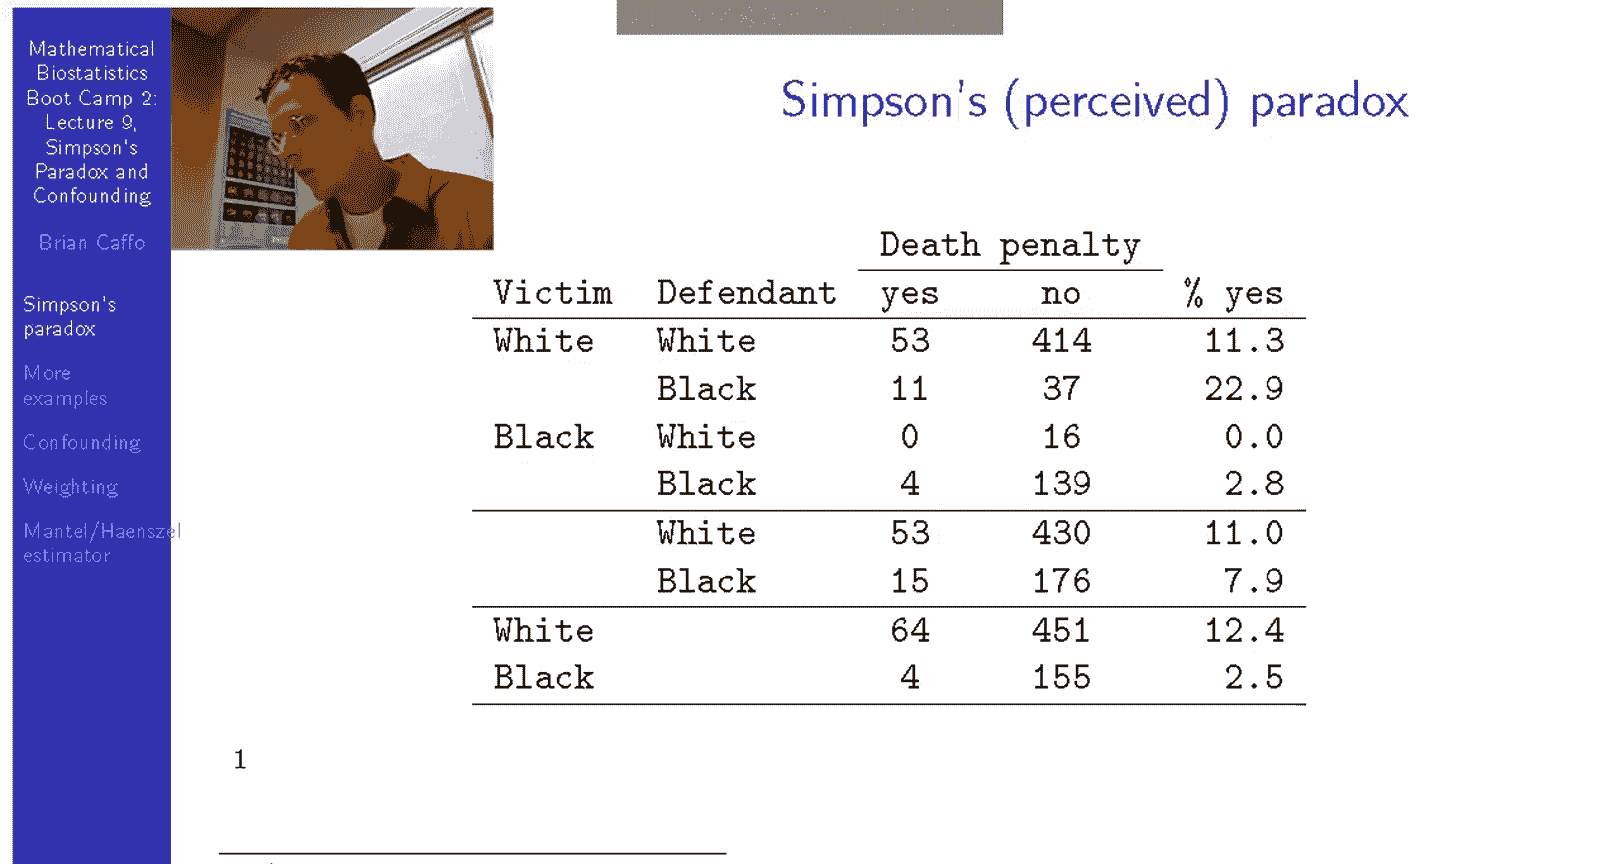 Mathematical
Biostatistics
Boot Camp 2:
Lecture 9,
Simpson's
Paradox and
Confounding
Brian Caffo
Simpson's
paradox
More
examples
Confounding
Weighting
Mantel/Haenszel
estimator
Simpson's (perceived) paradox
Death penalty
Victim Defendant yes no % yes
White White 53 414 11.3
Black 11 37 22.9
Black White 0 16 0.0
Black 4 139 2.8
White 53 430 11.0
Black 15 176 7.9
White 64 451 12.4
Black 4 155 2.5
1